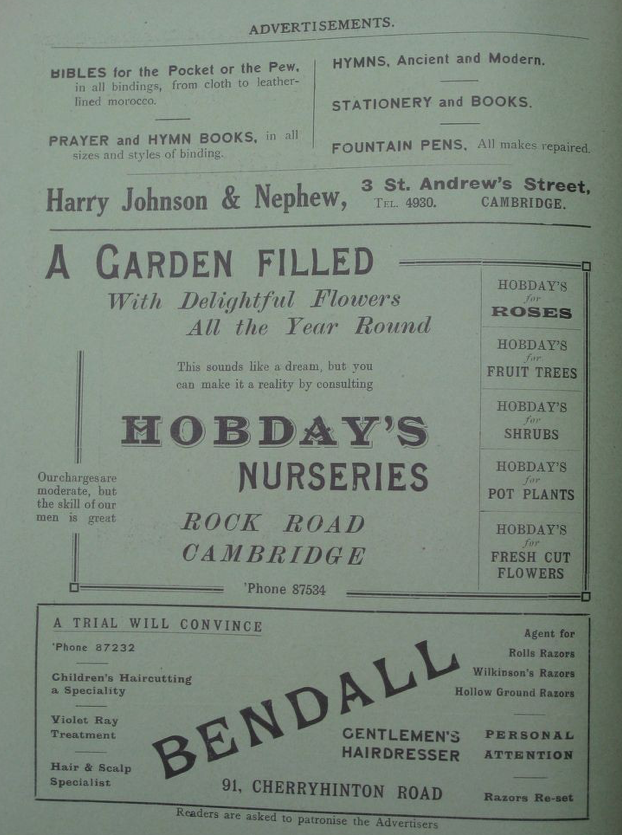 ADVERTISEMENTS.
BIBLES for the Pocket or the Pew,
in all bindings, from cloth to leather-
lined morocco.
PRAYER and HYMN BOOKS, in all
sizes and styles of binding.
HYMNS, Ancient and Modern.
STATIONERY and BOOKS.
FOUNTAIN PENS, All makes repaired.
Harry Johnson & Nephew,
3 St. Andrew's Street,
TEL. 4930. CAMBRIDGE.
A GARDEN FILLED
With Delightful Flowers
All the Year Round
This sounds like a dream, but you
can make it a reality by consulting
HOBDAY'S
NURSERIES
Our charges are
moderate, but
the skill of our
men is great
ROCK ROAD
CAMBRIDGE
'Phone 87534
HOBDAY'S
for
ROSES
HOBDAY'S
for
FRUIT TREES
HOBDAY'S
for
SHRUBS
HOBDAY'S
for
POT PLANTS
HOBDAY'S
for
FRESH CUT
FLOWERS
A TRIAL WILL CONVINCE
'Phone 87232
Children's Haircutting
a Speciality
Violet Ray
Treatment
Hair & Scalp
Specialist
BENDALL
GENTLEMEN'S
HAIRDRESSER
91, CHERRYHINTON ROAD
Agent for
Rolls Razors
Wilkinson's Razors
Hollow Ground Razors
PERSONAL
ATTENTION
Razors Re-set
Readers are asked to patronise the Advertisers